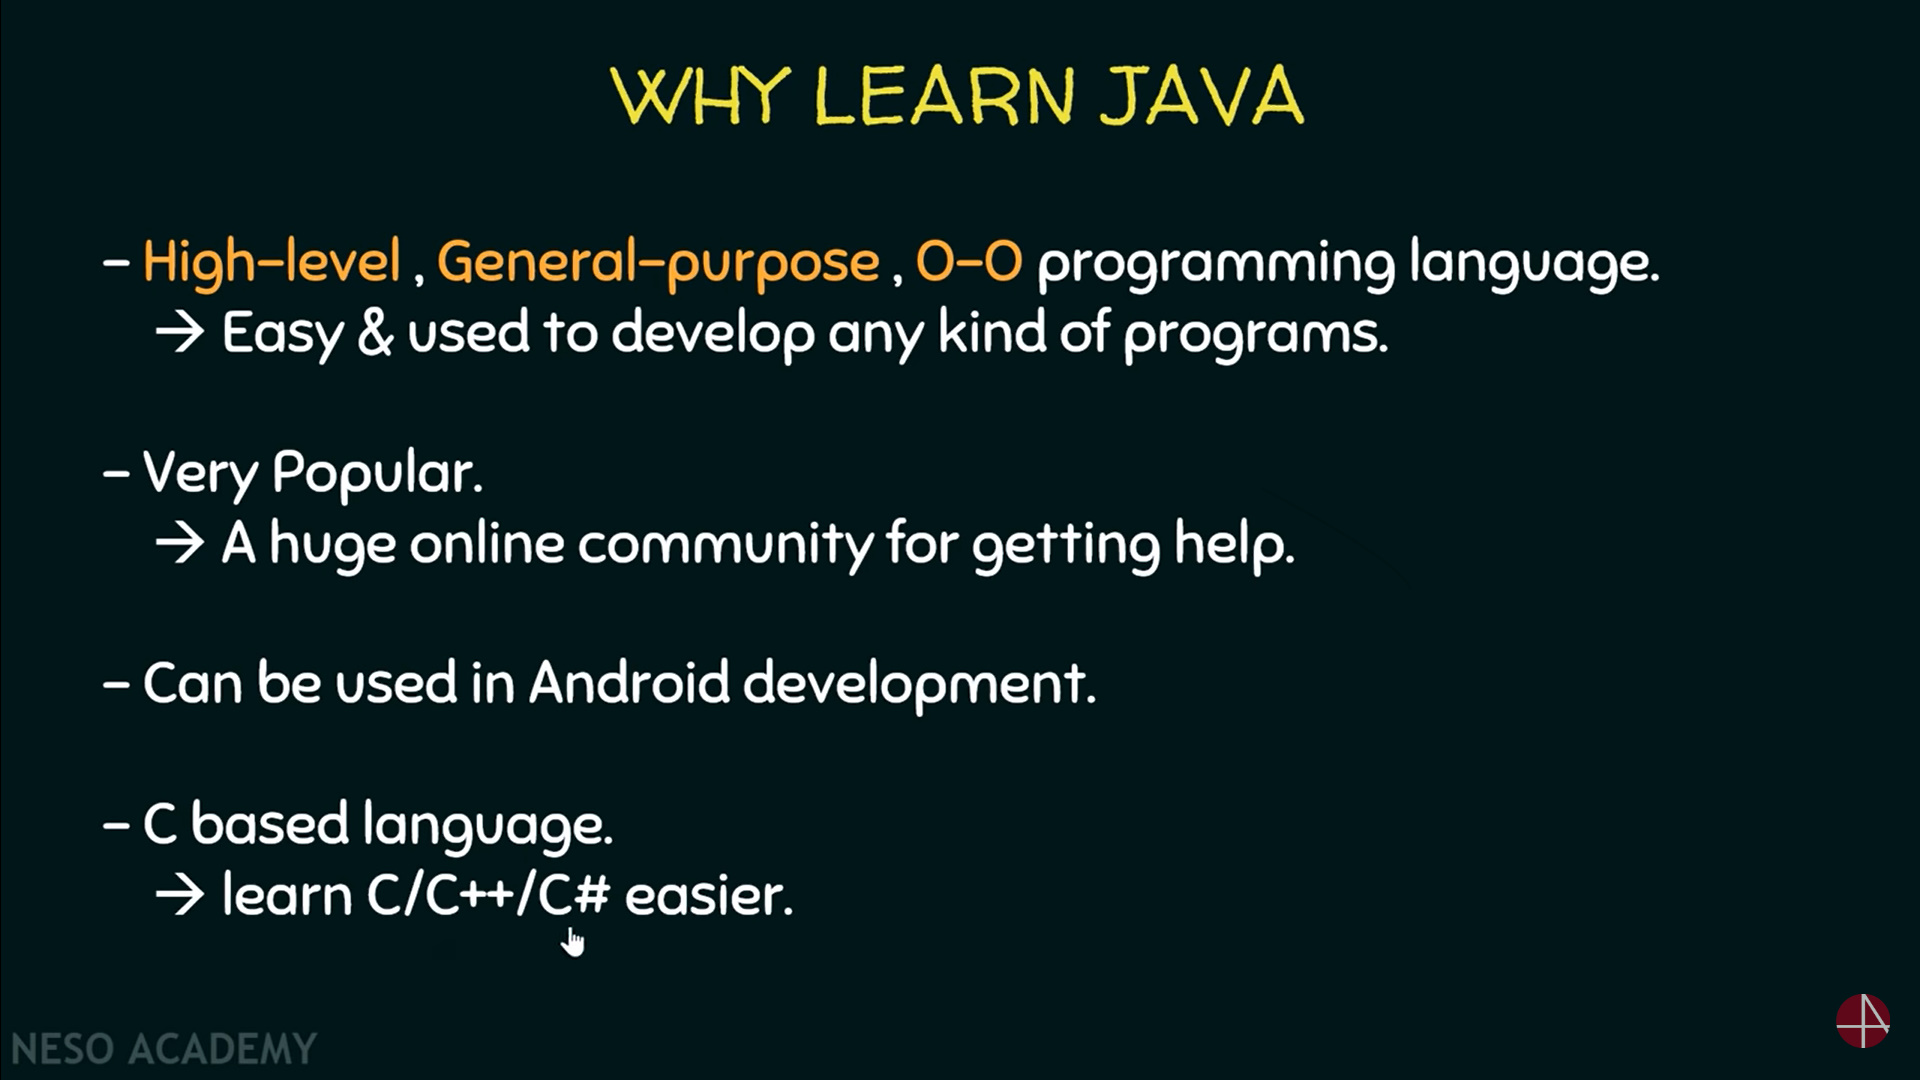 WHY LEARN JAVA
– High-level , General-purpose , O-O programming language.
→ Easy & used to develop any kind of programs.
– Very Popular.
→ A huge online community for getting help.
– Can be used in Android development.
– C based language.
→ learn C/C++/C# easier.
NESO ACADEMY